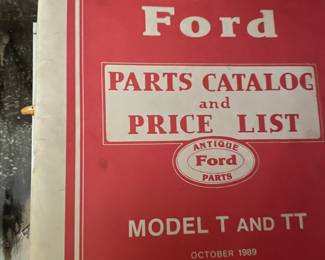 Ford
PARTS CATALOG
and
PRICE LIST
ANTIQUE
Ford
PARTS
MODEL T AND TT
OCTOBER 1989